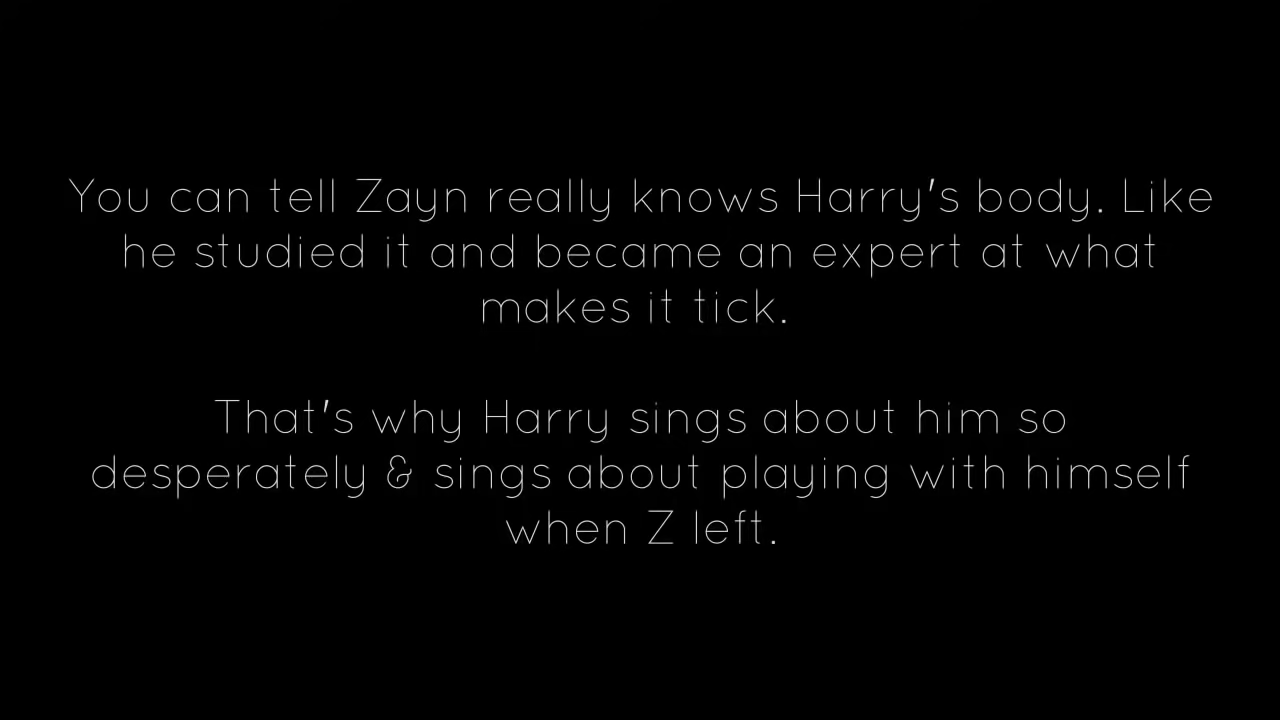 You can tell Zayn really knows Harry's body. Like
he studied it and became an expert at what
makes it tick.
That's why Harry sings about him so
desperately & sings about playing with himself
when Z left.